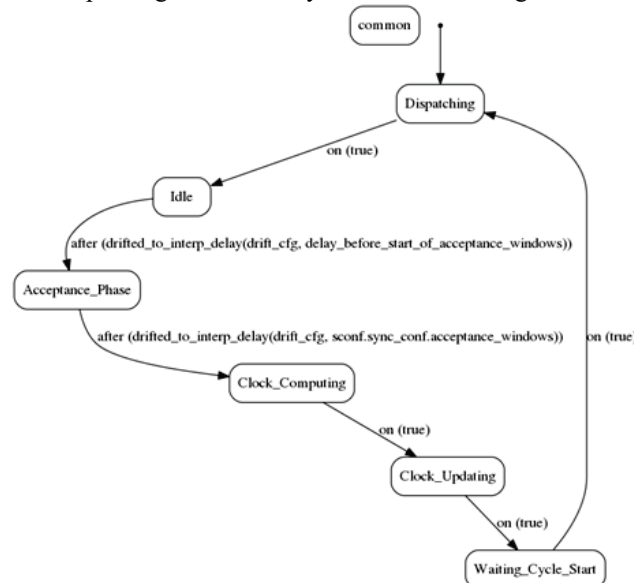 common
Dispatching
on (true)
Idle
after (drifted_to_interp_delay(drift_cfg, delay_before_start_of_acceptance_windows))
Acceptance_Phase
after (drifted_to_interp_delay(drift_cfg, sconf.sync_conf.acceptance_windows))
on (true)
Clock_Computing
on (true)
Clock_Updating
on (true)
Waiting_Cycle_Start